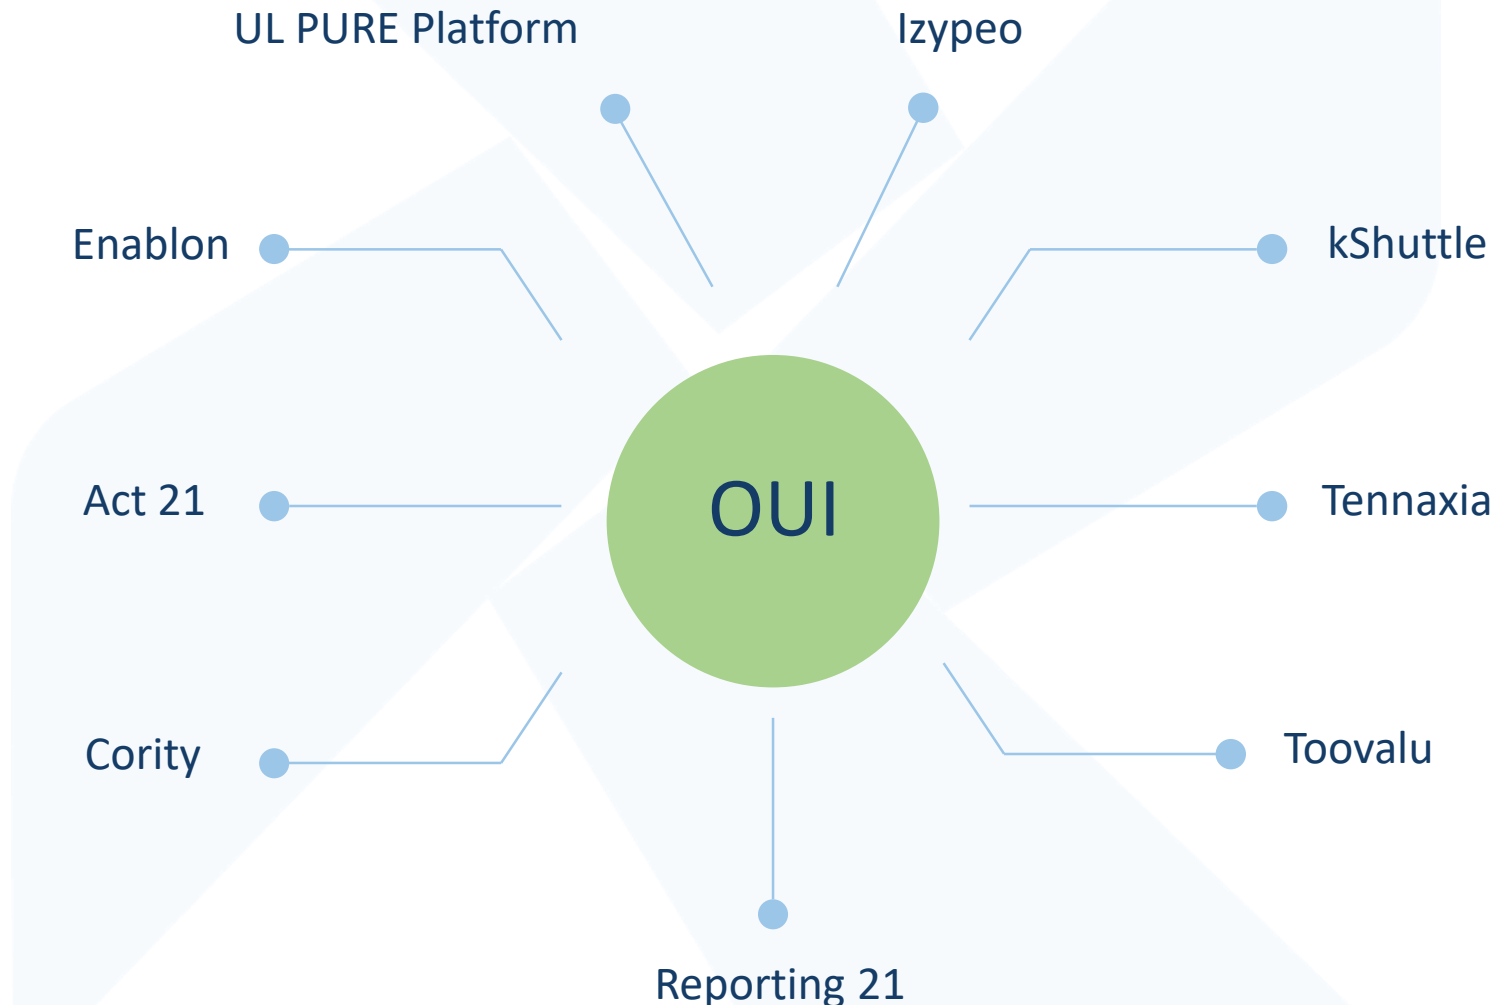 UL PURE Platform
Izypeo
Enablon
kShuttle
Act 21
OUI
Tennaxia
Cority
Toovalu
Reporting 21